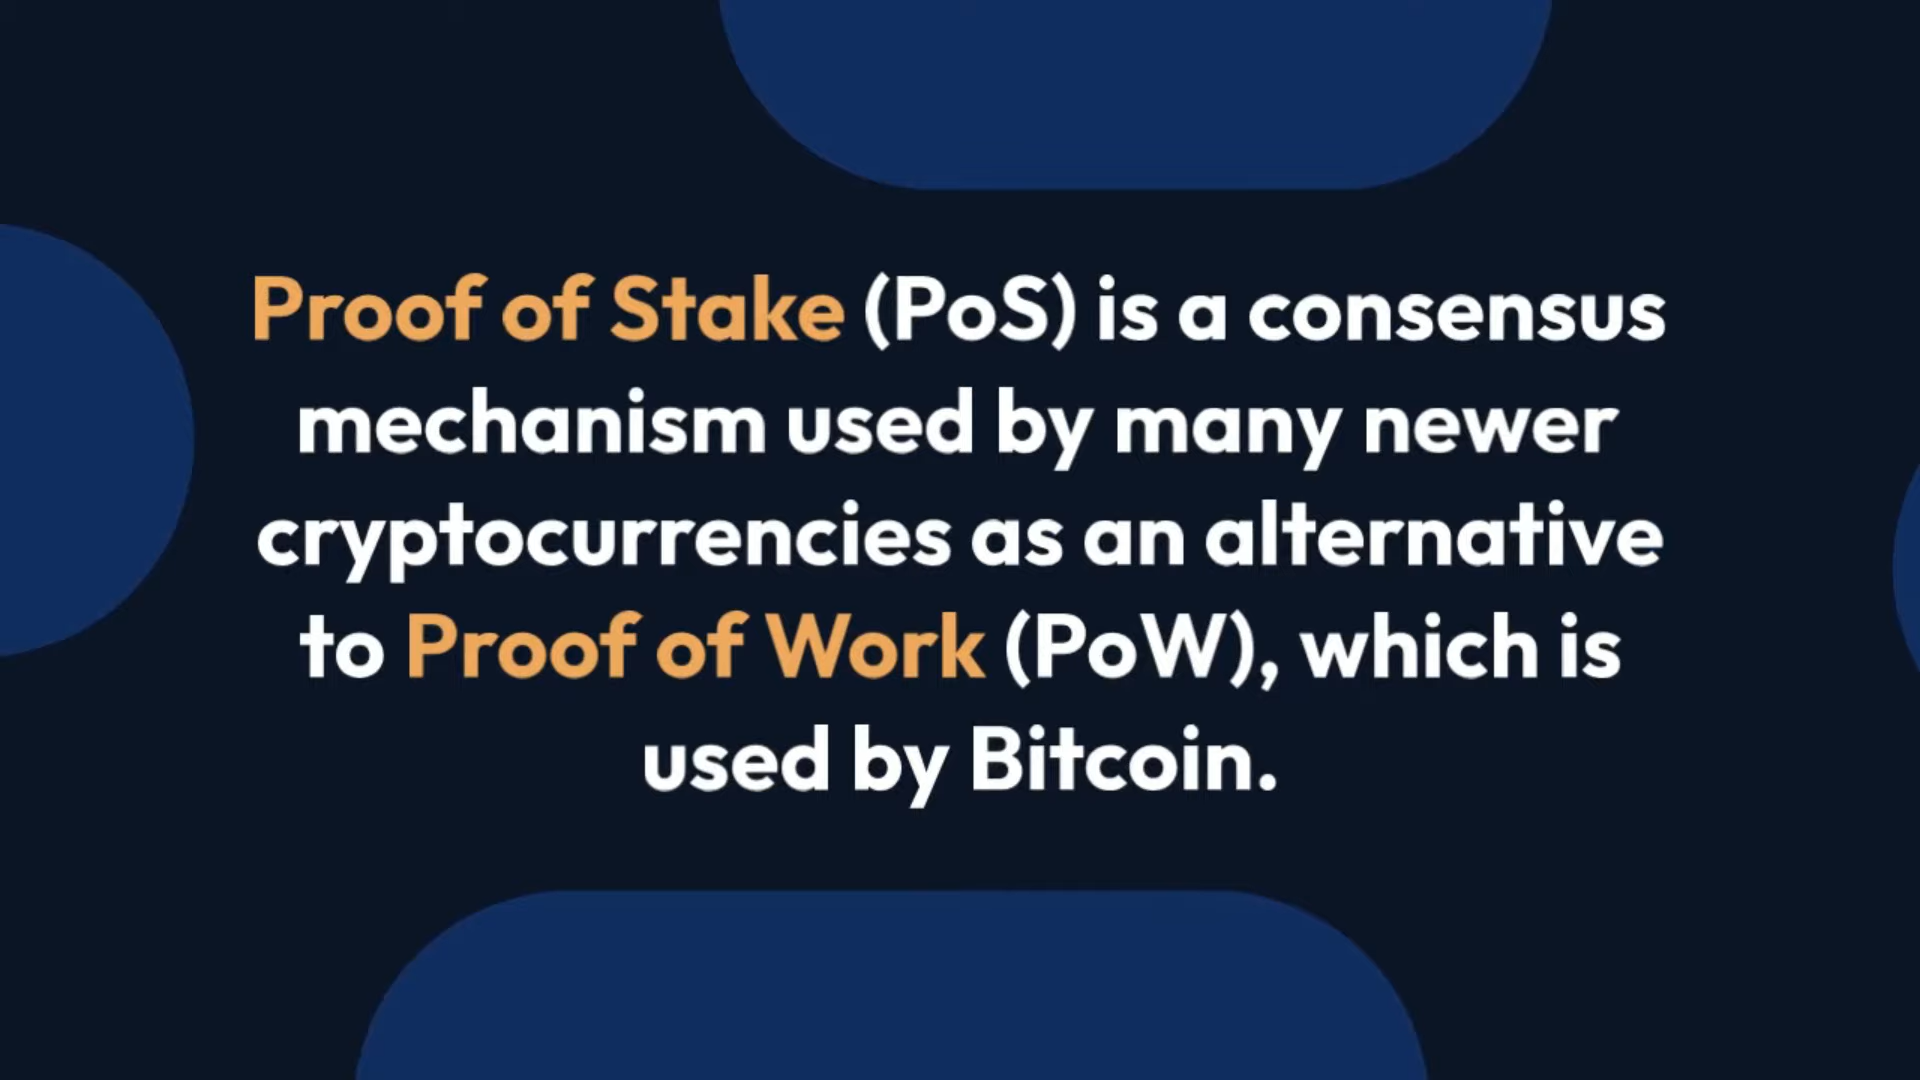 Proof of Stake (PoS) is a consensus
mechanism used by many newer
cryptocurrencies as an alternative
to Proof of Work (PoW), which is
used by Bitcoin.